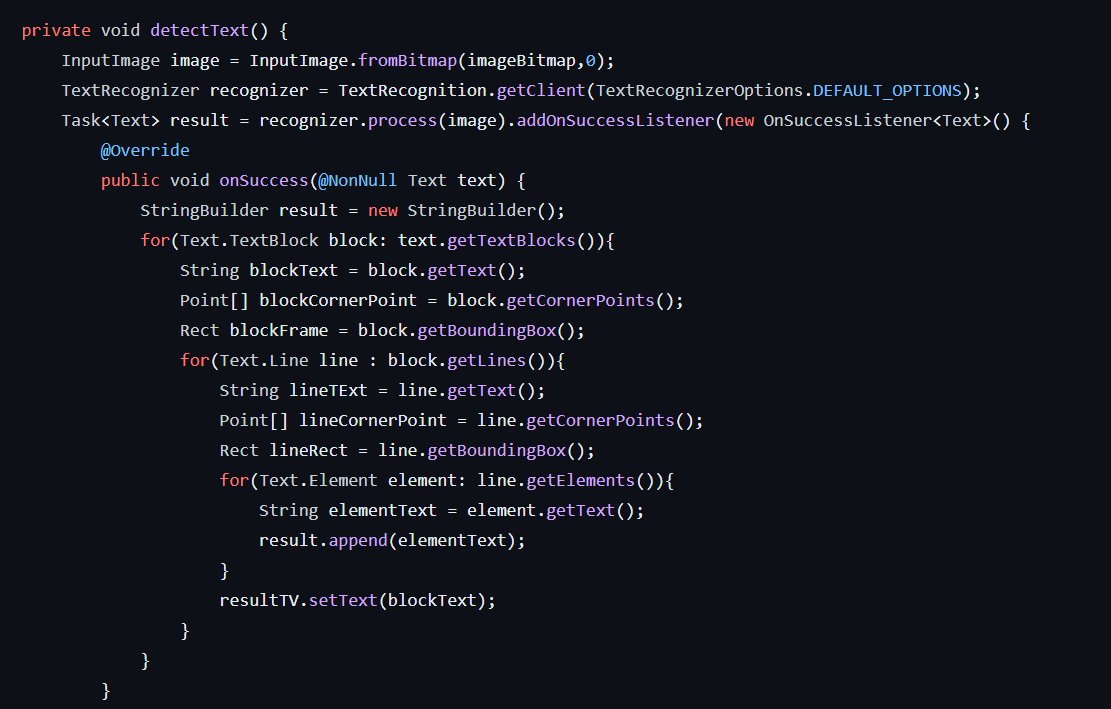 private void detectText() {
    InputImage image = InputImage.fromBitmap(imageBitmap,0);
    TextRecognizer recognizer = TextRecognition.getClient(TextRecognizerOptions.DEFAULT_OPTIONS);
    Task<Text> result = recognizer.process(image).addOnSuccessListener(new OnSuccessListener<Text>() {
        @Override
        public void onSuccess(@NonNull Text text) {
            StringBuilder result = new StringBuilder();
            for(Text.TextBlock block: text.getTextBlocks()){
                String blockText = block.getText();
                Point[] blockCornerPoint = block.getCornerPoints();
                Rect blockFrame = block.getBoundingBox();
                for(Text.Line line : block.getLines()){
                    String lineTExt = line.getText();
                    Point[] lineCornerPoint = line.getCornerPoints();
                    Rect lineRect = line.getBoundingBox();
                    for(Text.Element element: line.getElements()){
                        String elementText = element.getText();
                        result.append(elementText);
                    }
                    resultTV.setText(blockText);
                }
            }
        }